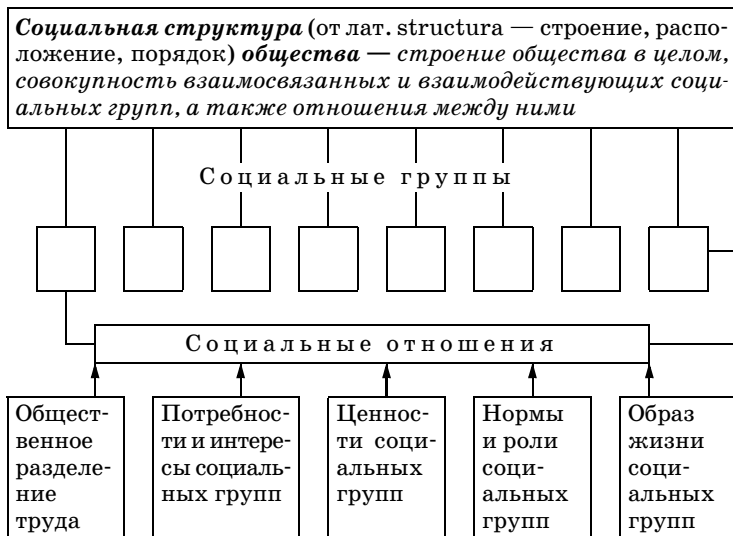 Социальная структура (от лат. structura — строение, распо-
ложение, порядок) общества — строение общества в целом,
совокупность взаимосвязанных и взаимодействующих соци-
альных групп, а также отношения между ними
Социальные группы
Социальные отношения
Общест-
венное
разделе-
ние
труда
Потребнос-
ти и интере-
сы социаль-
ных групп
Ценнос-
ти соци-
альных
групп
Нормы
и роли
соци-
альных
групп
Образ
жизни
соци-
альных
групп